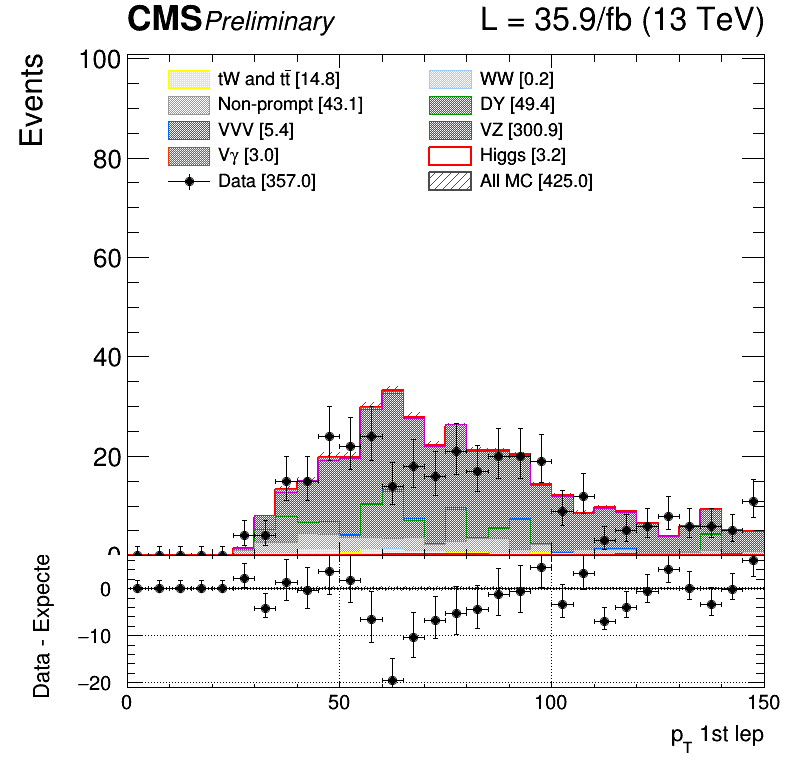 CMS Preliminary L = 35.9/fb (13 TeV)
Events
100
80
60
40
20
0
tW and tt̄ [14.8]
Non-prompt [43.1]
VVV [5.4]
Vγ [3.0]
Data [357.0]
WW [0.2]
DY [49.4]
VZ [300.9]
Higgs [3.2]
All MC [425.0]
Data - Expecte
0
−10
−20
0 50 100 150
p_T 1st lep